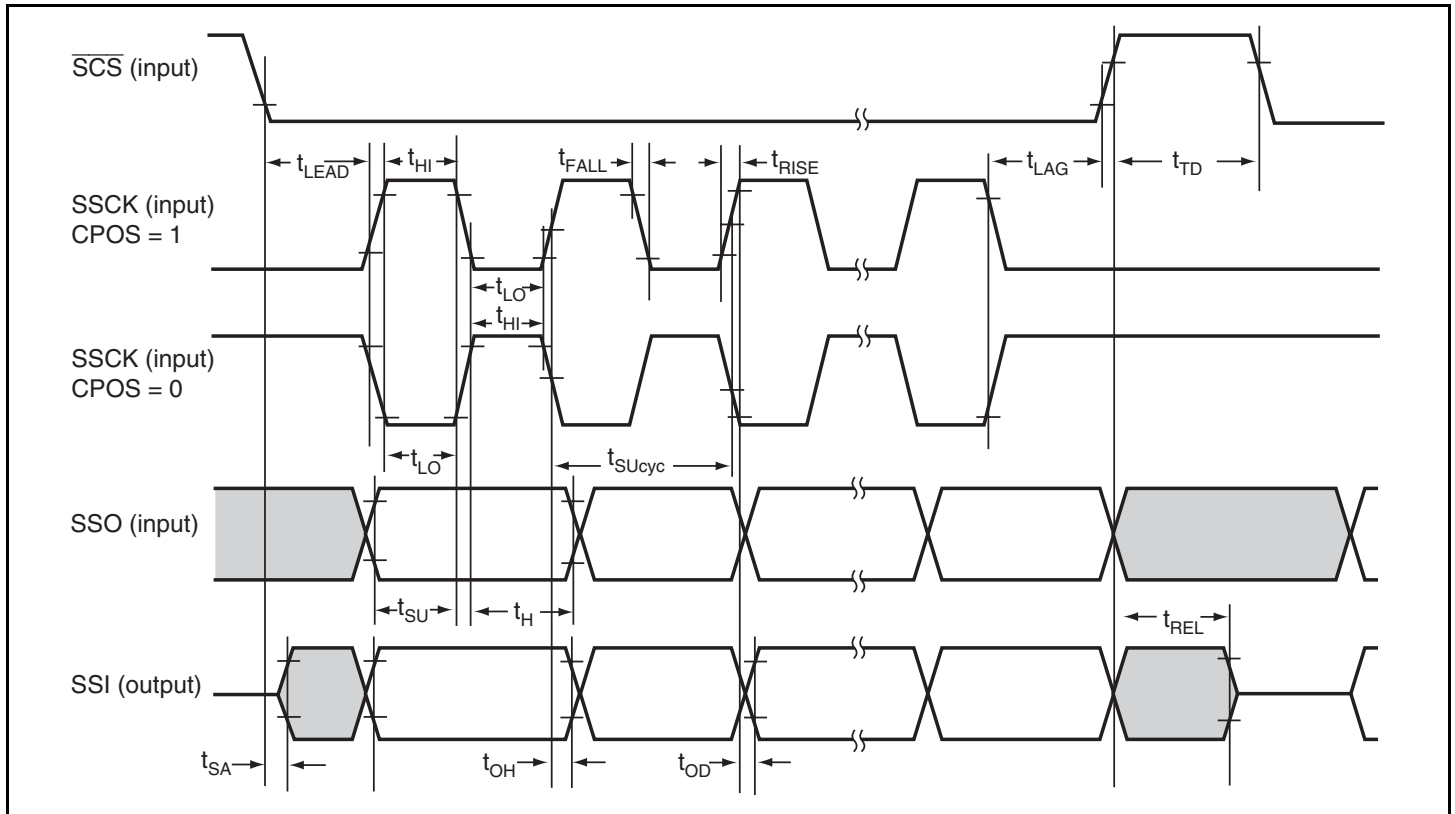 SCS (input)
tLEAD
tHI
tFALL
tRISE
tLAG
tTD
SSCK (input)
CPOS = 1
tLO
tHI
SSCK (input)
CPOS = 0
tLO
tSUcyc
SSO (input)
tSU
tH
tREL
SSI (output)
tSA
tOH
tOD